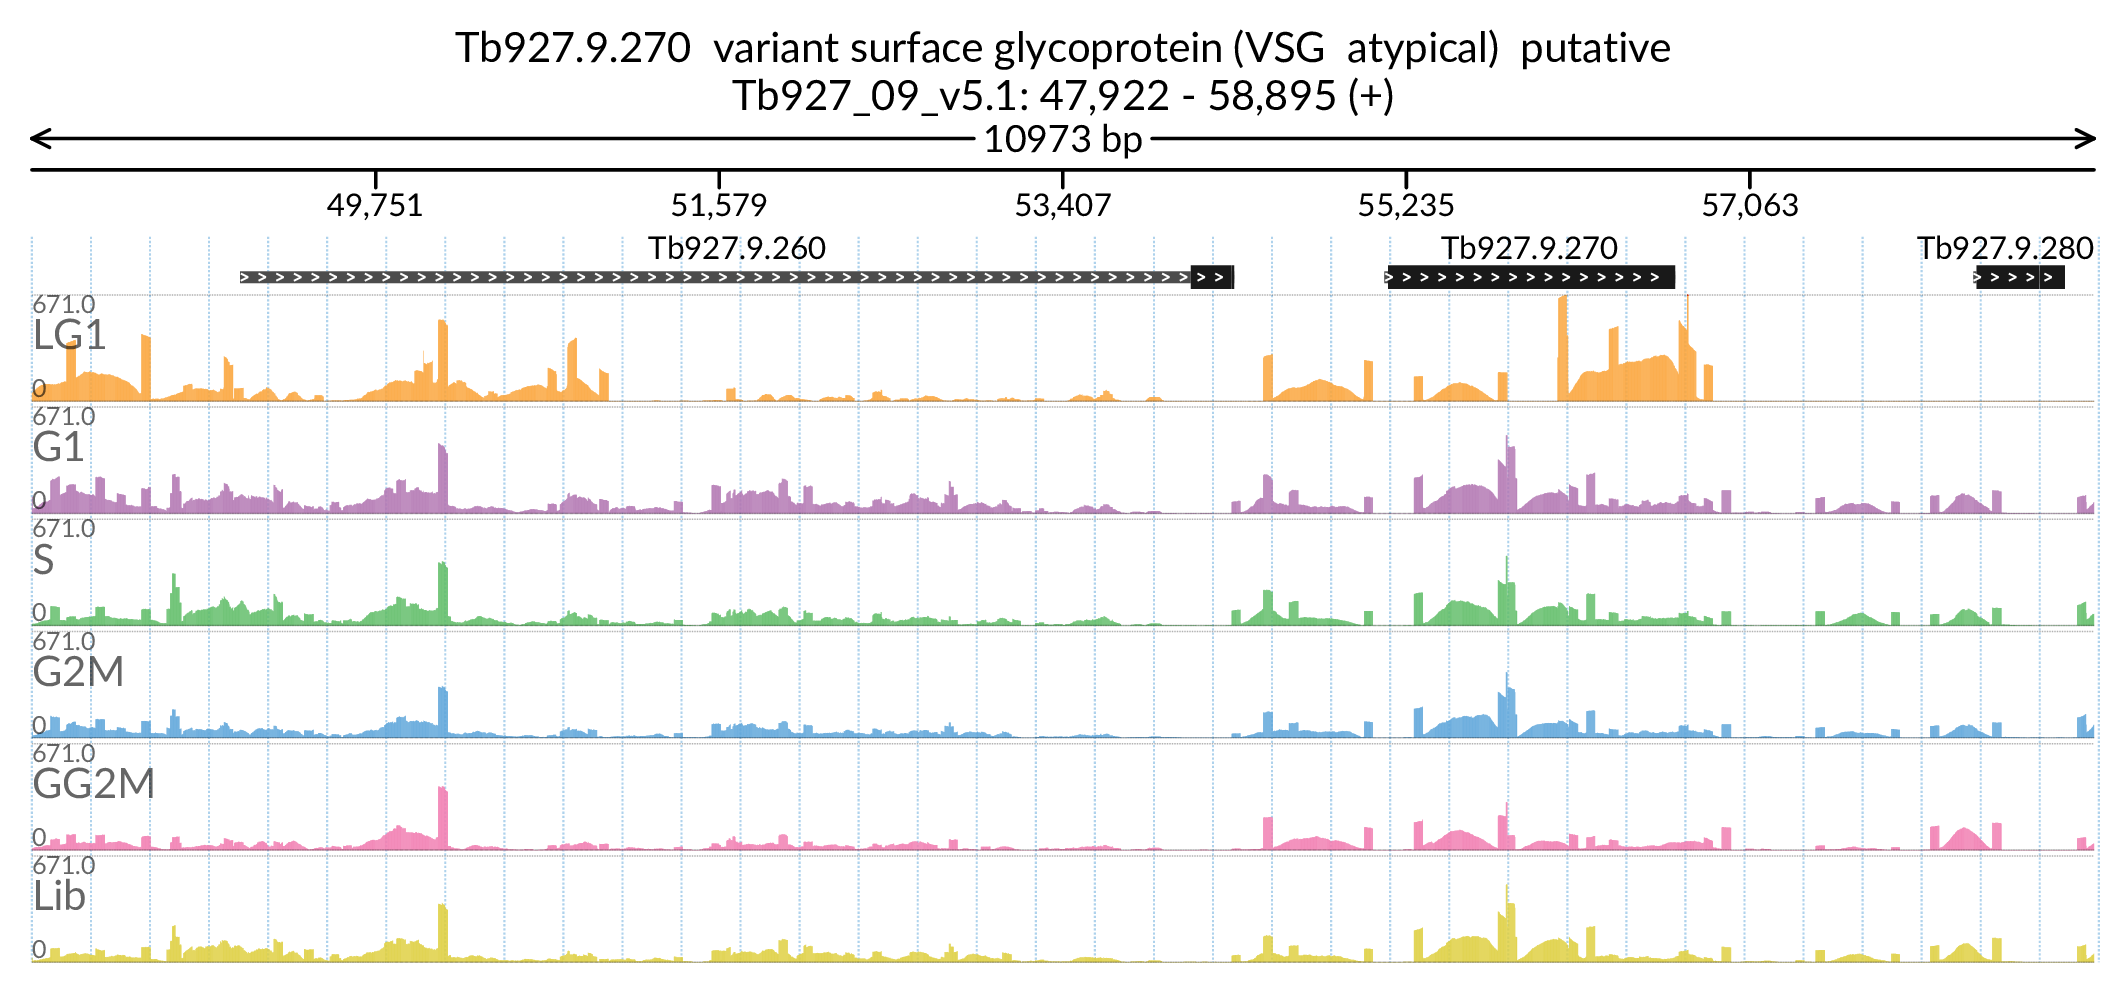 Tb927.9.270 variant surface glycoprotein (VSG atypical) putative
Tb927_09_v5.1: 47,922 - 58,895 (+)
10973 bp
49,751 51,579 53,407 55,235 57,063
Tb927.9.260 Tb927.9.270 Tb927.9.280
671.0
LG1
0
671.0
G1
0
671.0
S
0
671.0
G2M
0
671.0
GG2M
0
671.0
Lib
0